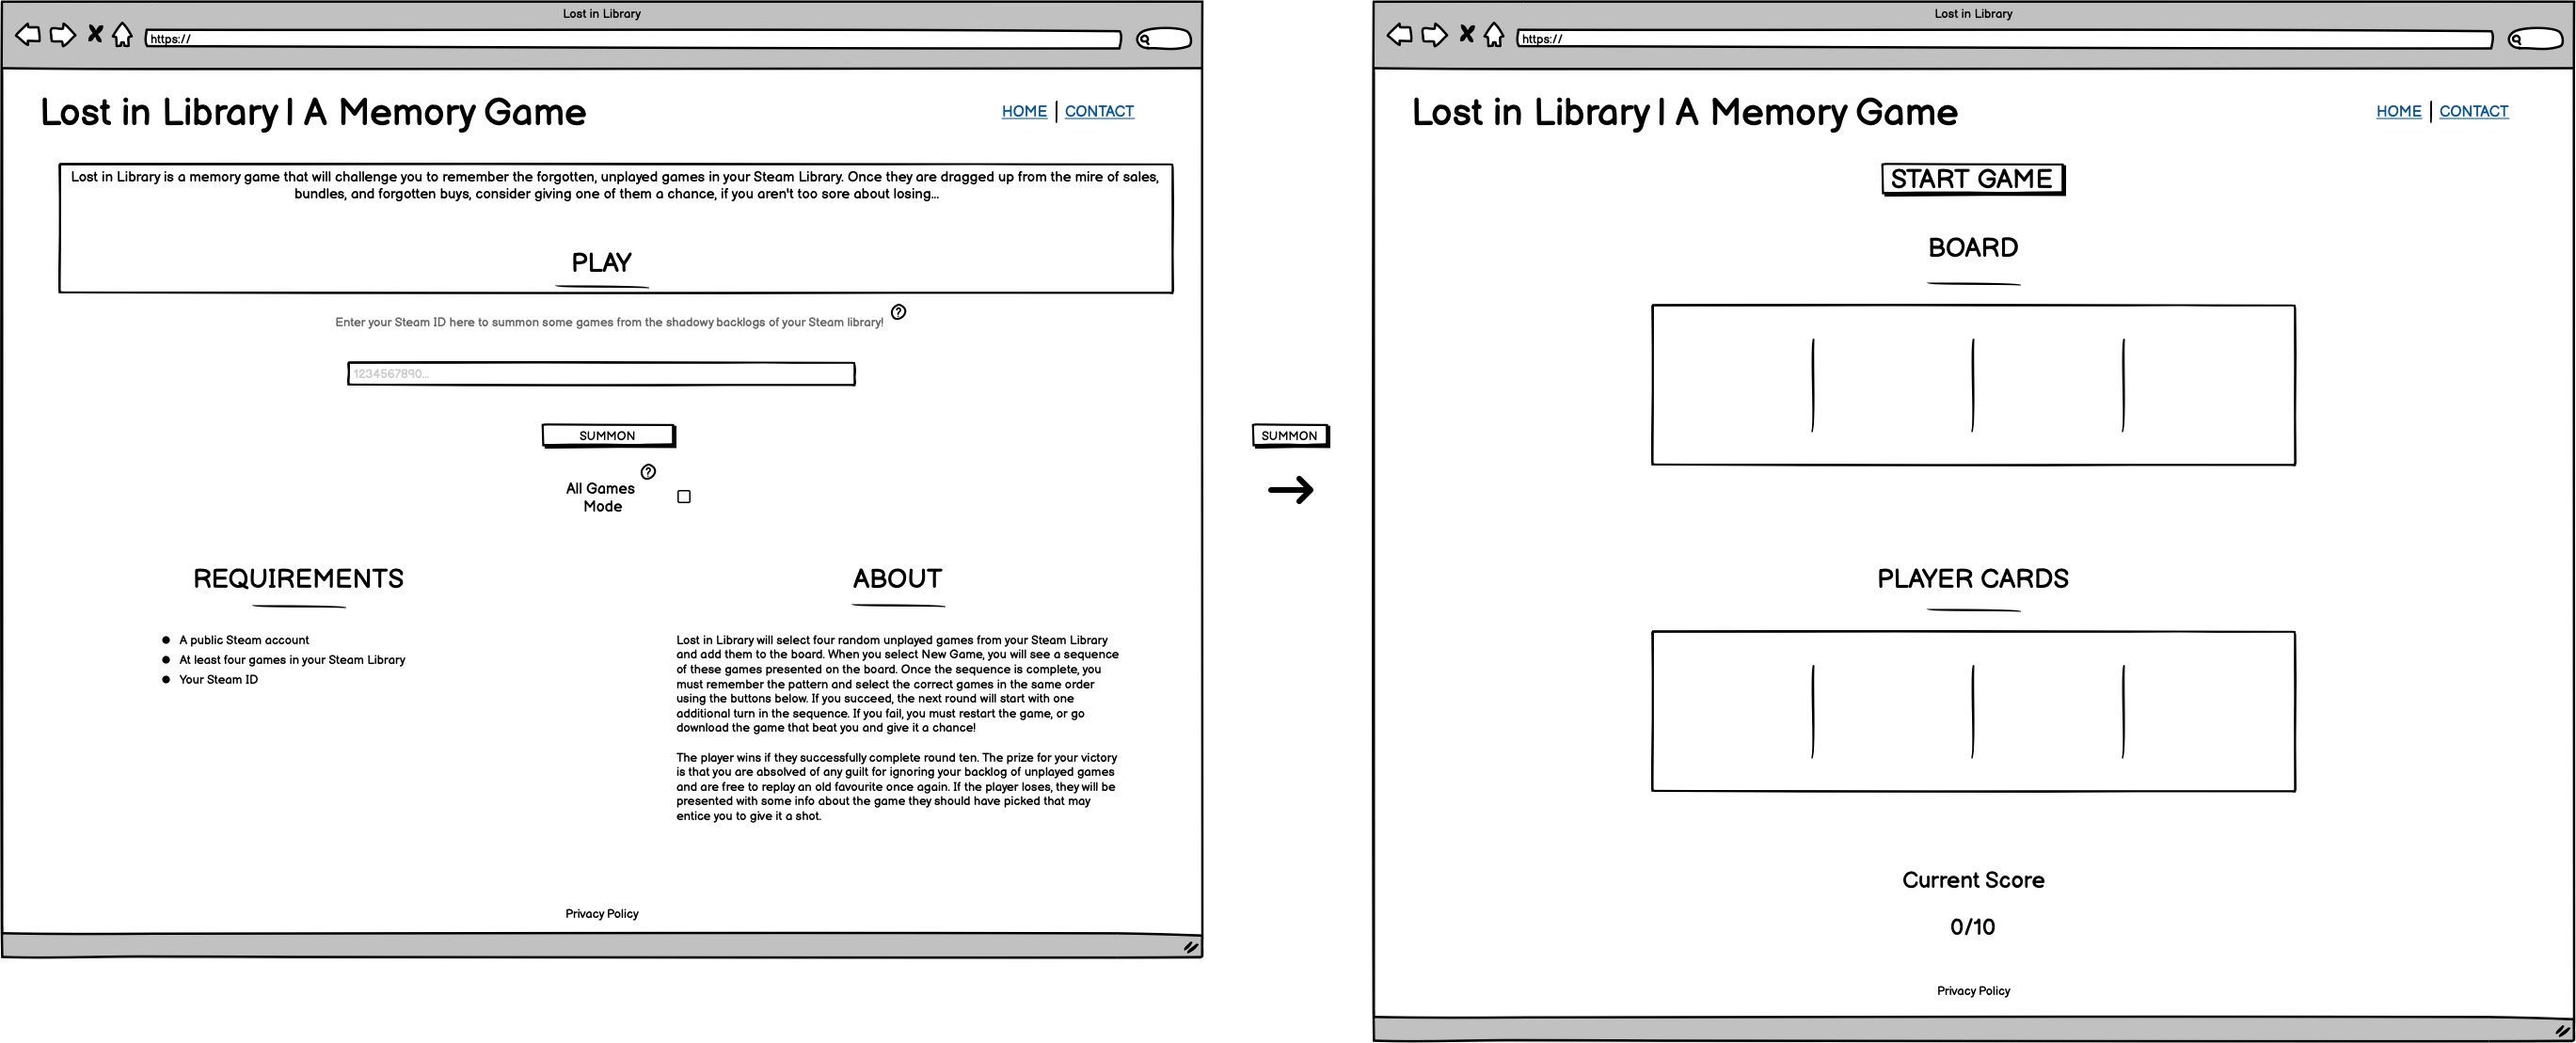 Lost in Library
https://
Lost in Library | A Memory Game
HOME | CONTACT
Lost in Library is a memory game that will challenge you to remember the forgotten, unplayed games in your Steam Library. Once they are dragged up from the mire of sales,
bundles, and forgotten buys, consider giving one of them a chance, if you aren't too sore about losing...
PLAY
Enter your Steam ID here to summon some games from the shadowy backlogs of your Steam library!
?
1234567890...
SUMMON
?
All Games
Mode
REQUIREMENTS
A public Steam account
At least four games in your Steam Library
Your Steam ID
ABOUT
Lost in Library will select four random unplayed games from your Steam Library
and add them to the board. When you select New Game, you will see a sequence
of these games presented on the board. Once the sequence is complete, you
must remember the pattern and select the correct games in the same order
using the buttons below. If you succeed, the next round will start with one
additional turn in the sequence. If you fail, you must restart the game, or go
download the game that beat you and give it a chance!
The player wins if they successfully complete round ten. The prize for your victory
is that you are absolved of any guilt for ignoring your backlog of unplayed games
and are free to replay an old favourite once again. If the player loses, they will be
presented with some info about the game they should have picked that may
entice you to give it a shot.
Privacy Policy
SUMMON
Lost in Library
https://
Lost in Library | A Memory Game
HOME | CONTACT
START GAME
BOARD
PLAYER CARDS
Current Score
0/10
Privacy Policy